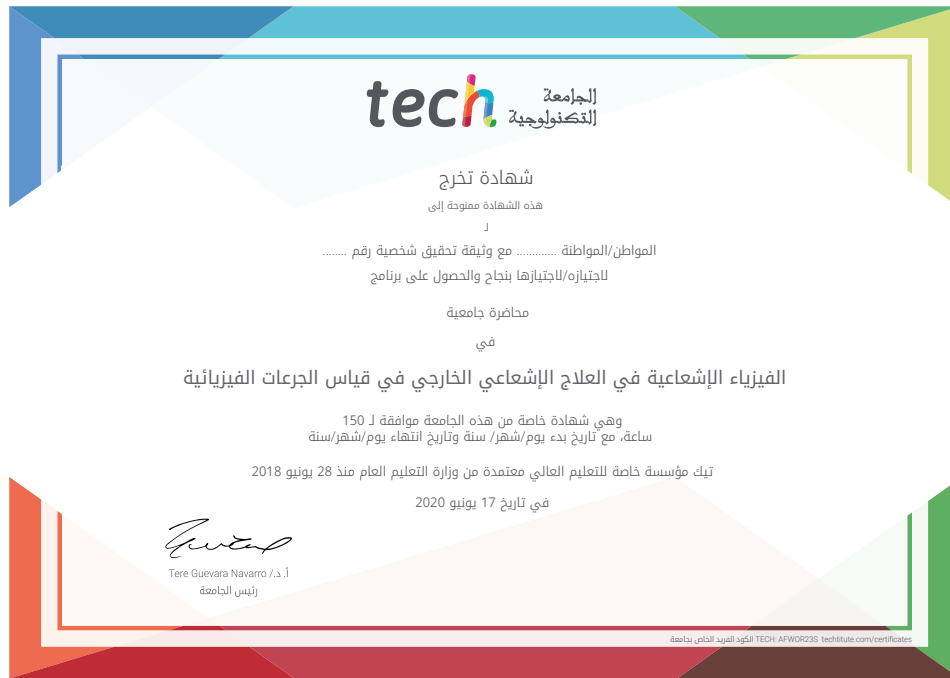 tech الجامعة
التكنولوجية
شهادة تخرج
هذه الشهادة ممنوحة إلى
لـ
المواطن/المواطنة ............ مع وثيقة تحقيق شخصية رقم ........
لاجتيازه/لاجتيازها بنجاح والحصول على برنامج
محاضرة جامعية
في
الفيزياء الإشعاعية في العلاج الإشعاعي الخارجي في قياس الجرعات الفيزيائية
وهي شهادة خاصة من هذه الجامعة موافقة لـ 150
ساعة، مع تاريخ بدء يوم/شهر/ سنة وتاريخ انتهاء يوم/شهر/سنة
تيك مؤسسة خاصة للتعليم العالي معتمدة من وزارة التعليم العام منذ 28 يونيو 2018
في تاريخ 17 يونيو 2020
أ. د./ Tere Guevara Navarro
رئيس الجامعة
الكود الفريد الخاص بجامعة TECH: AFWOR23S techtitute.com/certificates